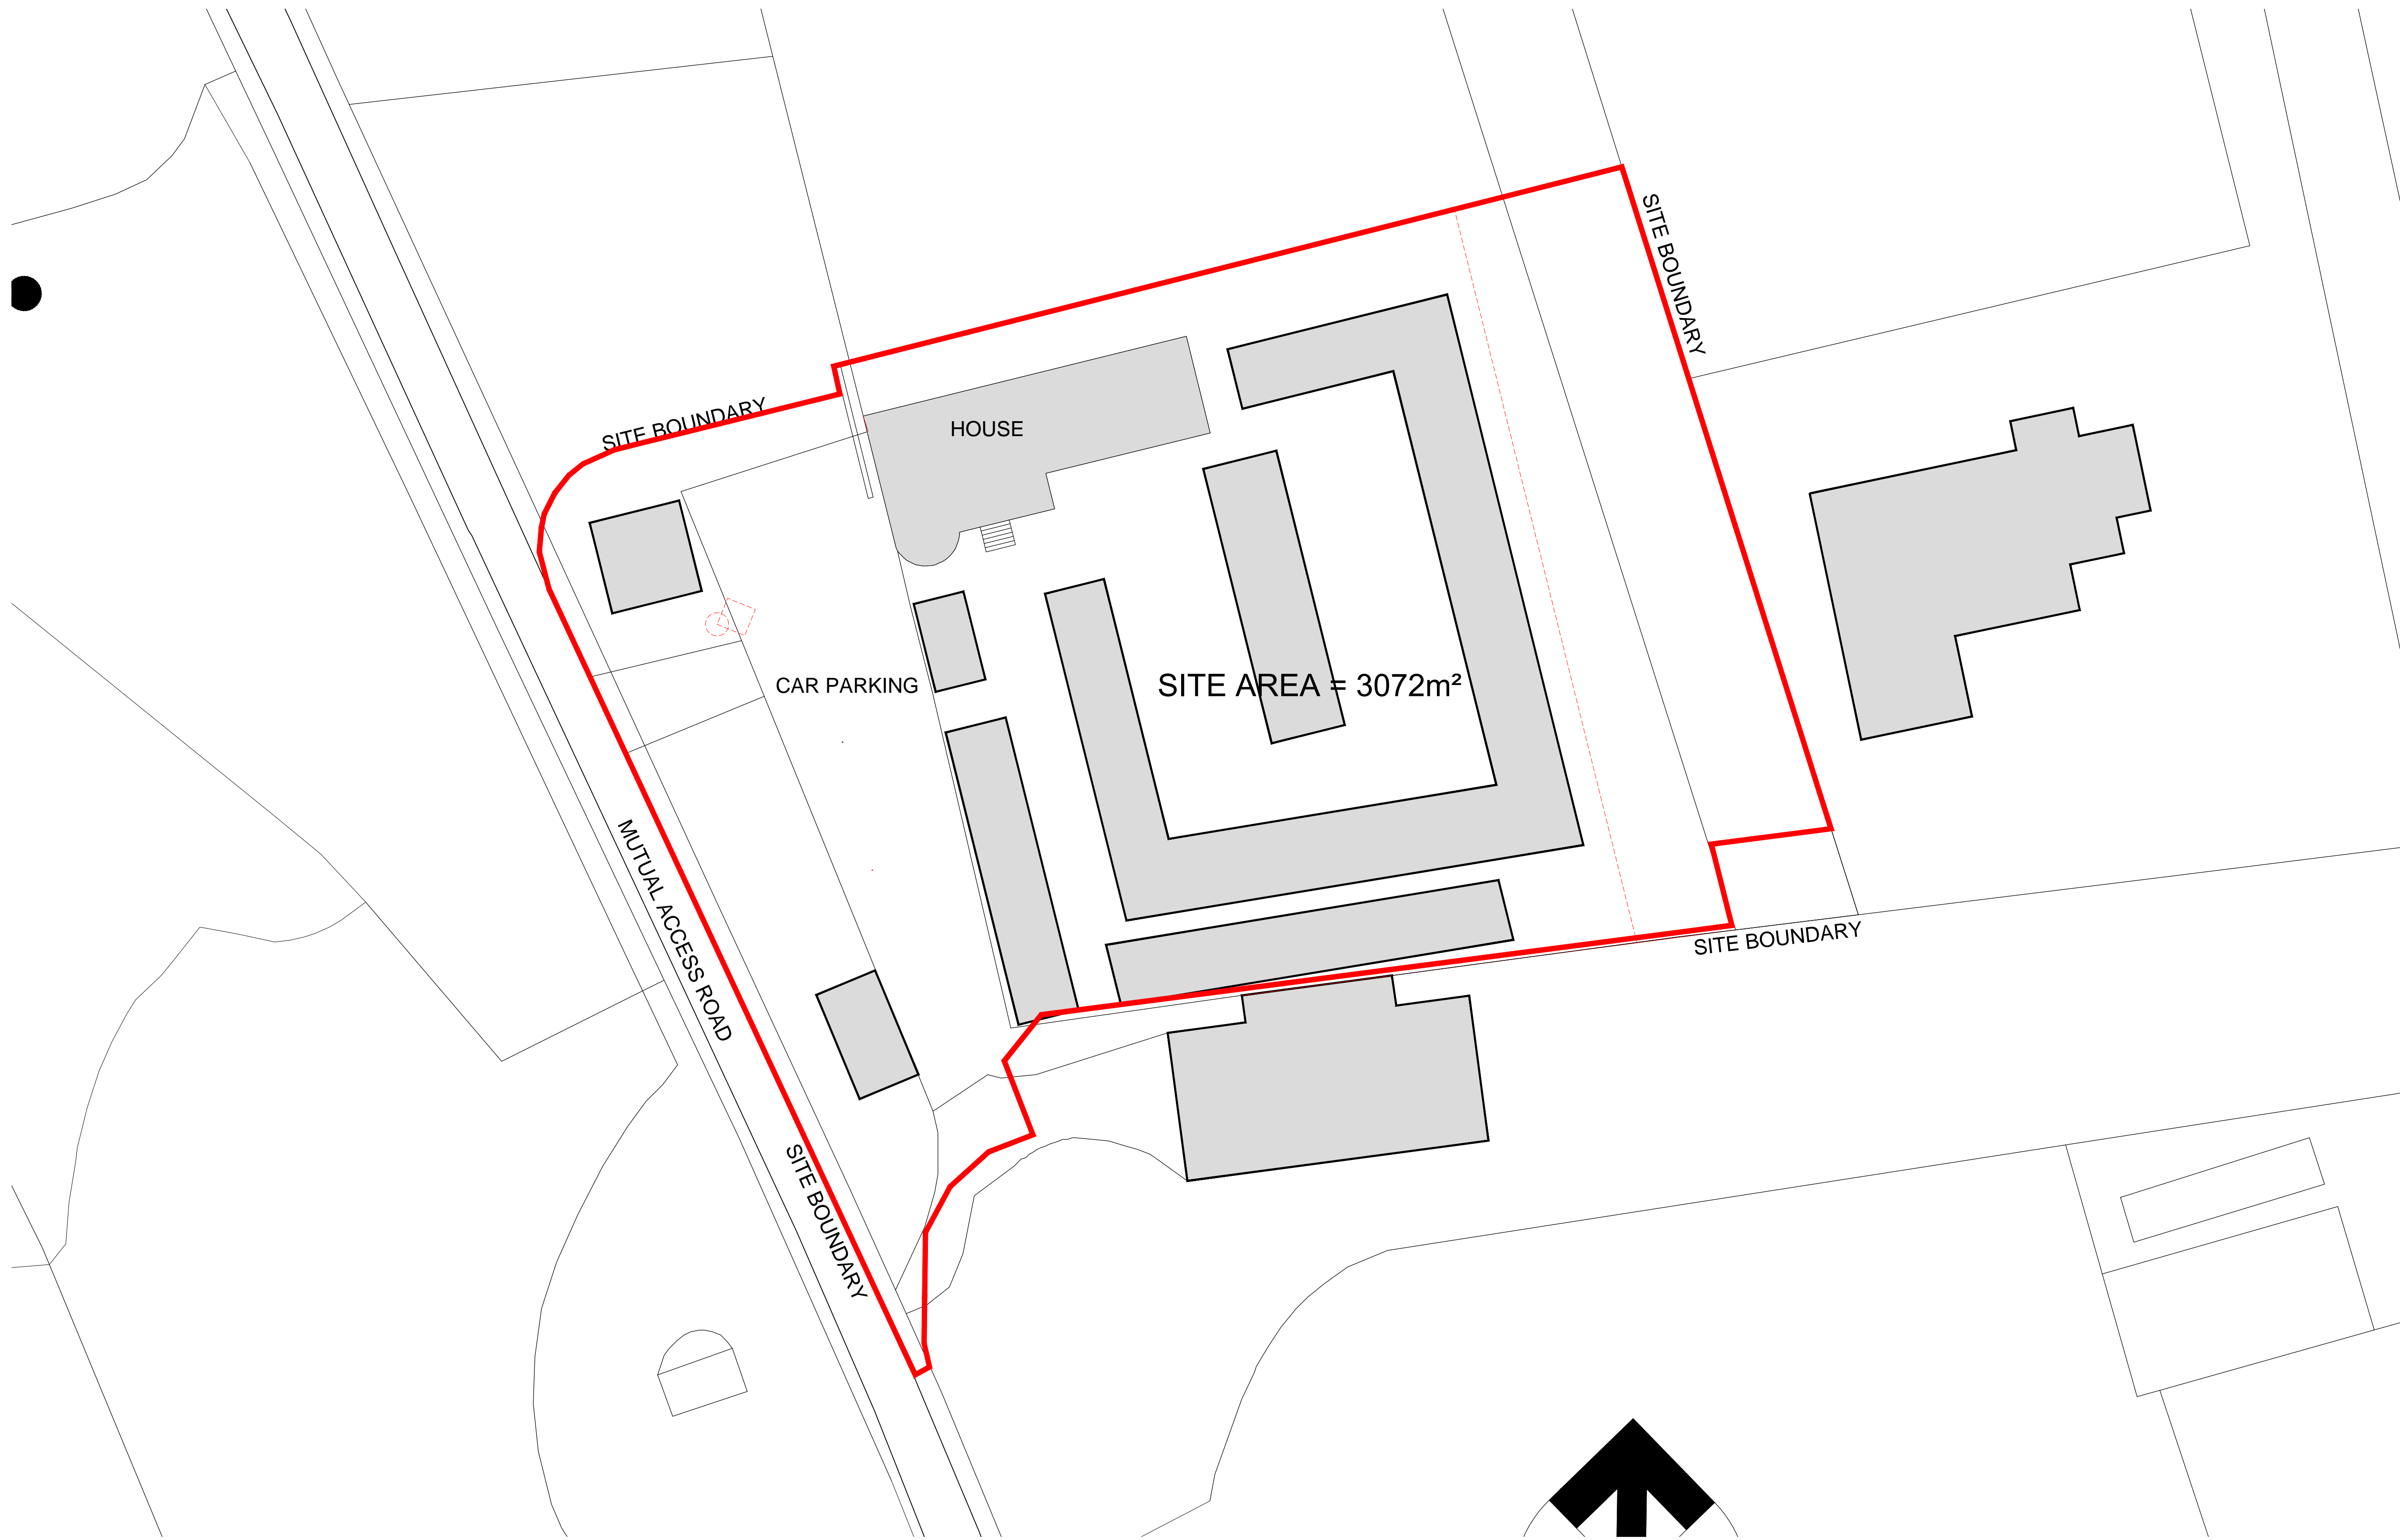 SITE BOUNDARY
SITE BOUNDARY
HOUSE
CAR PARKING
SITE AREA = 3072m²
MUTUAL ACCESS ROAD
SITE BOUNDARY
SITE BOUNDARY